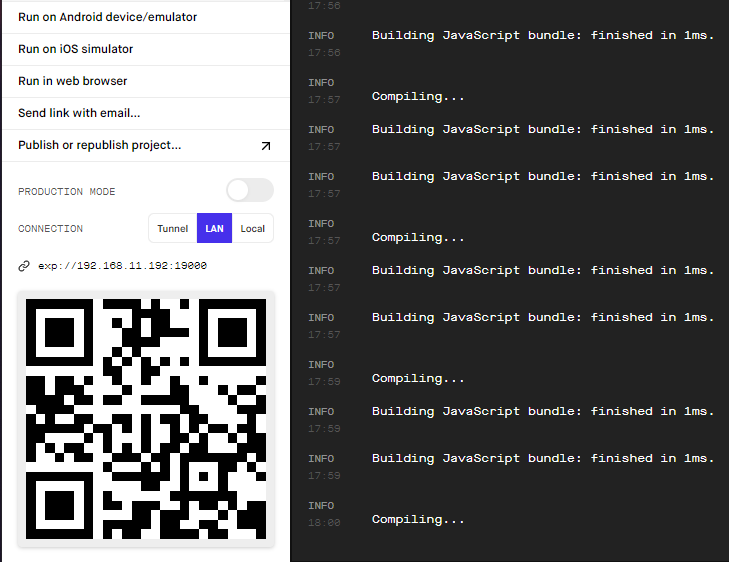 Run on Android device/emulator
Run on iOS simulator
Run in web browser
Send link with email...
Publish or republish project...
PRODUCTION MODE
CONNECTION
Tunnel
LAN
Local
exp://192.168.11.192:19000
17:56
INFO
17:56
Building JavaScript bundle: finished in 1ms.
INFO
17:57
Compiling...
INFO
17:57
Building JavaScript bundle: finished in 1ms.
INFO
17:57
Building JavaScript bundle: finished in 1ms.
INFO
17:57
Compiling...
INFO
17:57
Building JavaScript bundle: finished in 1ms.
INFO
17:57
Building JavaScript bundle: finished in 1ms.
INFO
17:59
Compiling...
INFO
17:59
Building JavaScript bundle: finished in 1ms.
INFO
17:59
Building JavaScript bundle: finished in 1ms.
INFO
18:00
Compiling...